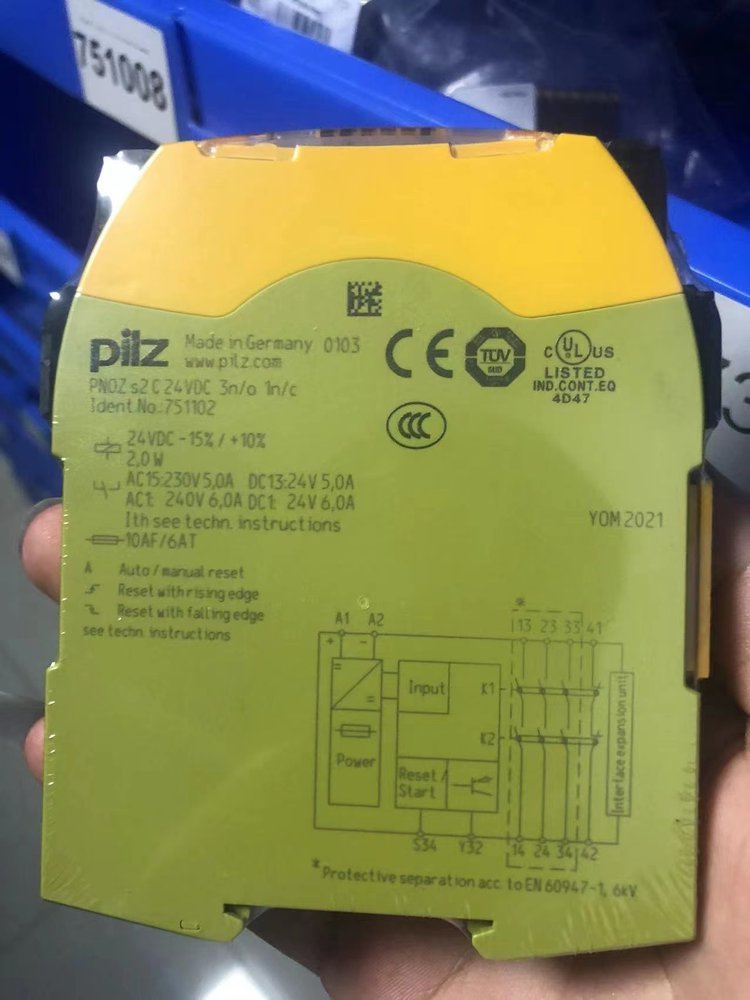 751008
pilz
Made in Germany 0103
www.pilz.com
PNOZ s2 C 24VDC 3n/o 1n/c
Ident.No.:751102
24VDC -15% / +10%
2,0 W
AC15:230V 5,0A DC13:24V 5,0A
AC1: 240V 6,0A DC1: 24V 6,0A
Ith see techn. instructions
10AF/6AT
A Auto / manual reset
Reset with rising edge
Reset with falling edge
see techn. instructions
CE
TÜV
C UL US
LISTED
IND.CONT.EQ
4D47
CCC
YOM 2021
A1 A2
+ -
*
13 23 33 41
Input
K1
K2
Power
Reset /
Start
Interface expansion unit
S34 Y32
14 24 34 42
*Protective separation acc. to EN 60947-1, 6kV